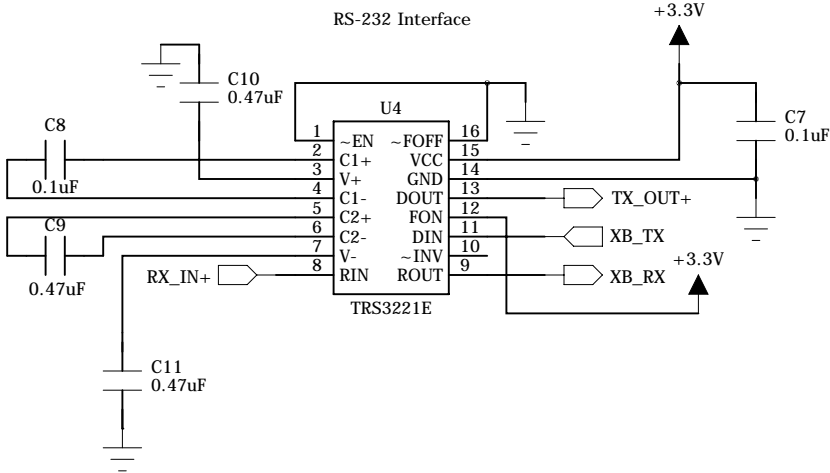 RS-232 Interface
+3.3V
C10
0.47uF
U4
C7
0.1uF
C8
0.1uF
1 ~EN ~FOFF 16
2 C1+ VCC 15
3 V+ GND 14
4 C1- DOUT 13 TX_OUT+
5 C2+ FON 12
6 C2- DIN 11 XB_TX
7 V- ~INV 10
RX_IN+ 8 RIN ROUT 9 XB_RX
C9
0.47uF
+3.3V
TRS3221E
C11
0.47uF